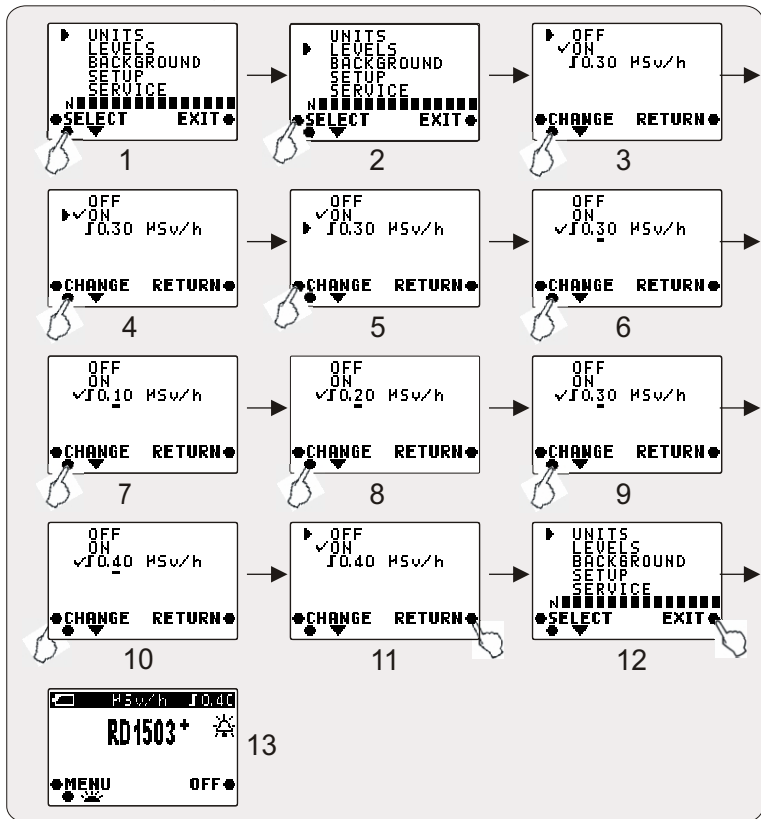 UNITS
LEVELS
BACKGROUND
SETUP
SERVICE
N
SELECT EXIT
1
UNITS
LEVELS
BACKGROUND
SETUP
SERVICE
N
SELECT EXIT
2
OFF
ON
0.30 µSv/h
CHANGE RETURN
3
OFF
ON
0.30 µSv/h
CHANGE RETURN
4
OFF
ON
0.30 µSv/h
CHANGE RETURN
5
OFF
ON
0.30 µSv/h
CHANGE RETURN
6
OFF
ON
0.10 µSv/h
CHANGE RETURN
7
OFF
ON
0.20 µSv/h
CHANGE RETURN
8
OFF
ON
0.30 µSv/h
CHANGE RETURN
9
OFF
ON
0.40 µSv/h
CHANGE RETURN
10
OFF
ON
0.40 µSv/h
CHANGE RETURN
11
UNITS
LEVELS
BACKGROUND
SETUP
SERVICE
N
SELECT EXIT
12
µSv/h 0.40
RD1503+
MENU OFF
13